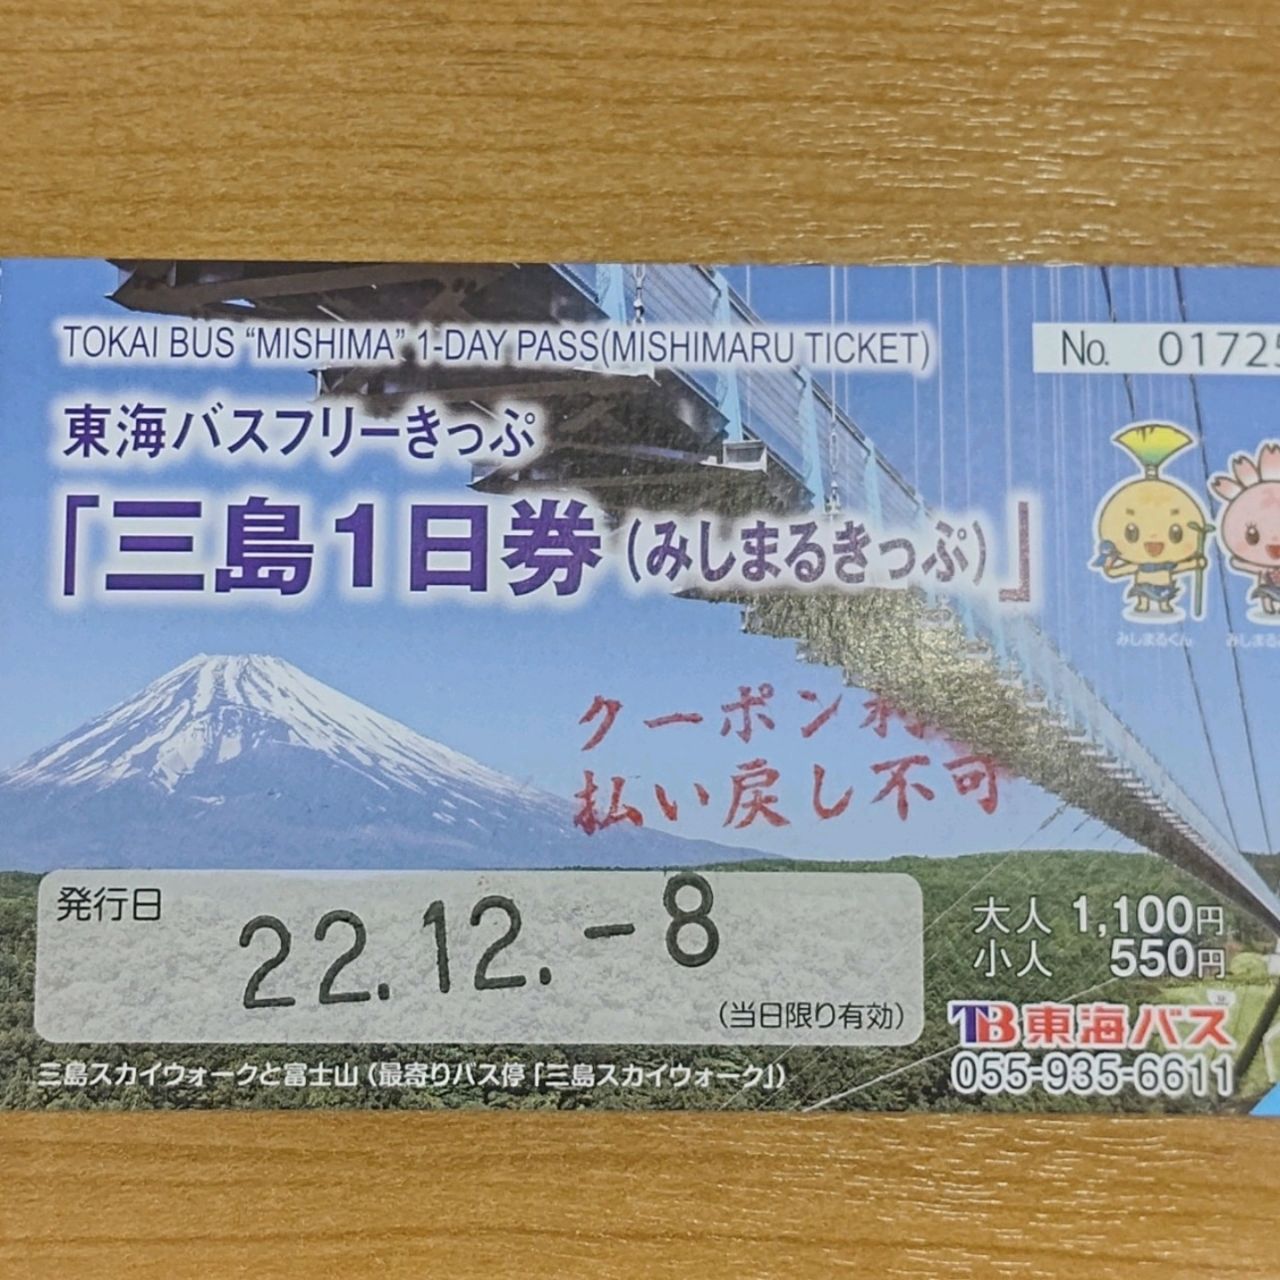 TOKAI BUS “MISHIMA” 1-DAY PASS(MISHIMARU TICKET)
No. 01725
東海バスフリーきっぷ
「三島1日券(みしまるきっぷ)」
みしまるくん
クーポン
払い戻し不可
発行日
22.12.-8
(当日限り有効)
大人 1,100円
小人 550円
TB東海バス
055-935-6611
三島スカイウォークと富士山(最寄りバス停「三島スカイウォーク」)